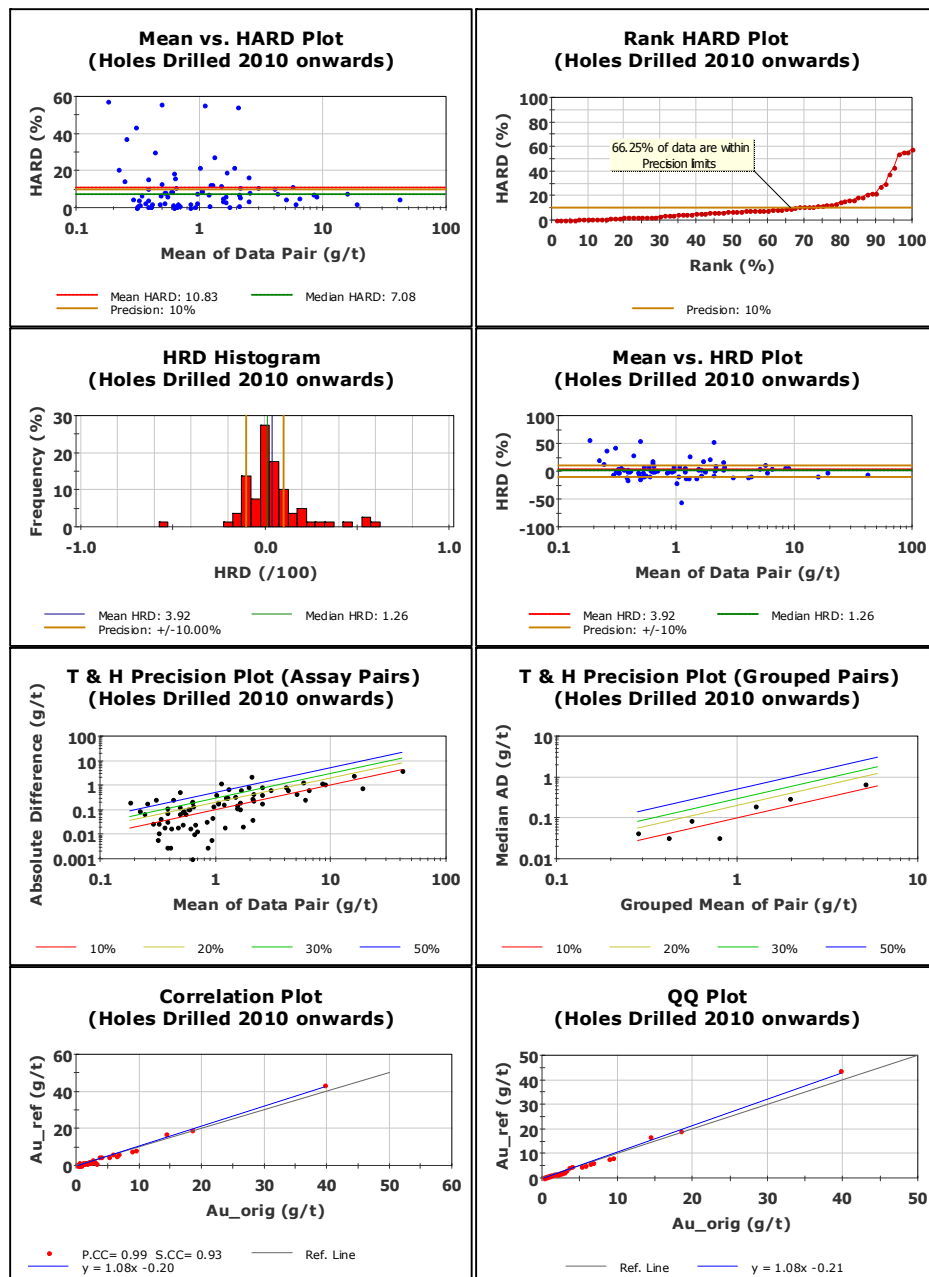 Mean vs. HARD Plot
(Holes Drilled 2010 onwards)
HARD (%)
60
40
20
0
0.1 1 10 100
Mean of Data Pair (g/t)
Mean HARD: 10.83 Median HARD: 7.08
Precision: 10%
Rank HARD Plot
(Holes Drilled 2010 onwards)
HARD (%)
100
80
60
40
20
0
66.25% of data are within
Precision limits
0 10 20 30 40 50 60 70 80 90 100
Rank (%)
Precision: 10%
HRD Histogram
(Holes Drilled 2010 onwards)
Frequency (%)
30
20
10
0
-1.0 0.0 1.0
HRD (/100)
Mean HRD: 3.92 Median HRD: 1.26
Precision: +/-10.00%
Mean vs. HRD Plot
(Holes Drilled 2010 onwards)
HRD (%)
100
50
0
-50
-100
0.1 1 10 100
Mean of Data Pair (g/t)
Mean HRD: 3.92 Median HRD: 1.26
Precision: +/-10%
T & H Precision Plot (Assay Pairs)
(Holes Drilled 2010 onwards)
Absolute Difference (g/t)
100
10
1
0.1
0.01
0.001
0.1 1 10 100
Mean of Data Pair (g/t)
10% 20% 30% 50%
T & H Precision Plot (Grouped Pairs)
(Holes Drilled 2010 onwards)
Median AD (g/t)
10
1
0.1
0.01
0.1 1 10
Grouped Mean of Pair (g/t)
10% 20% 30% 50%
Correlation Plot
(Holes Drilled 2010 onwards)
Au_ref (g/t)
60
40
20
0
0 10 20 30 40 50 60
Au_orig (g/t)
P.CC= 0.99 S.CC= 0.93 Ref. Line
y = 1.08x -0.20
QQ Plot
(Holes Drilled 2010 onwards)
Au_ref (g/t)
50
40
30
20
10
0
0 10 20 30 40 50
Au_orig (g/t)
Ref. Line y = 1.08x -0.21